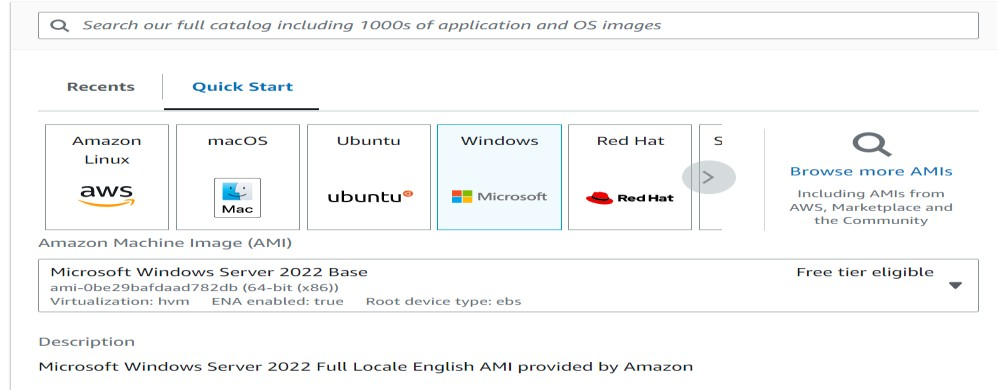 Search our full catalog including 1000s of application and OS images
Recents
Quick Start
Amazon
Linux
aws
macOS
Mac
Ubuntu
ubuntu
Windows
Microsoft
Red Hat
Red Hat
S
Browse more AMIs
Including AMIs from
AWS, Marketplace and
the Community
Amazon Machine Image (AMI)
Microsoft Windows Server 2022 Base
Free tier eligible
ami-0be29bafdaad782db (64-bit (x86))
Virtualization: hvm ENA enabled: true Root device type: ebs
Description
Microsoft Windows Server 2022 Full Locale English AMI provided by Amazon